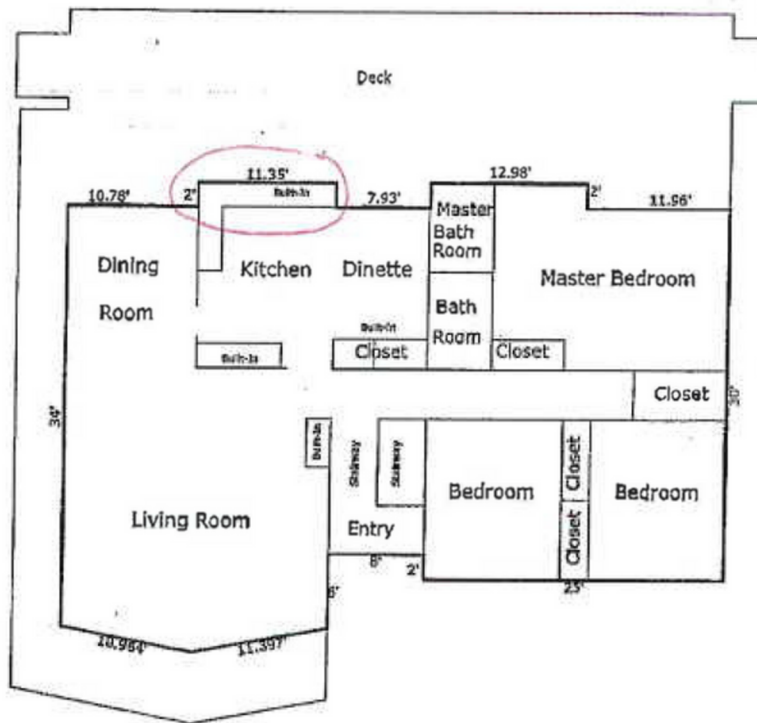 Deck
11.35'
12.98'
10.78'
2'
Built-In
7.93'
2'
11.96'
Master
Bath
Room
Dining
Room
Kitchen
Dinette
Master Bedroom
Bath
Room
Built-In
Built-In
Closet
Closet
Closet
30'
34'
Built-In
Stairway
Stairway
Bedroom
Closet
Closet
Bedroom
Living Room
Entry
8'
2'
25'
6'
10.964'
11.397'